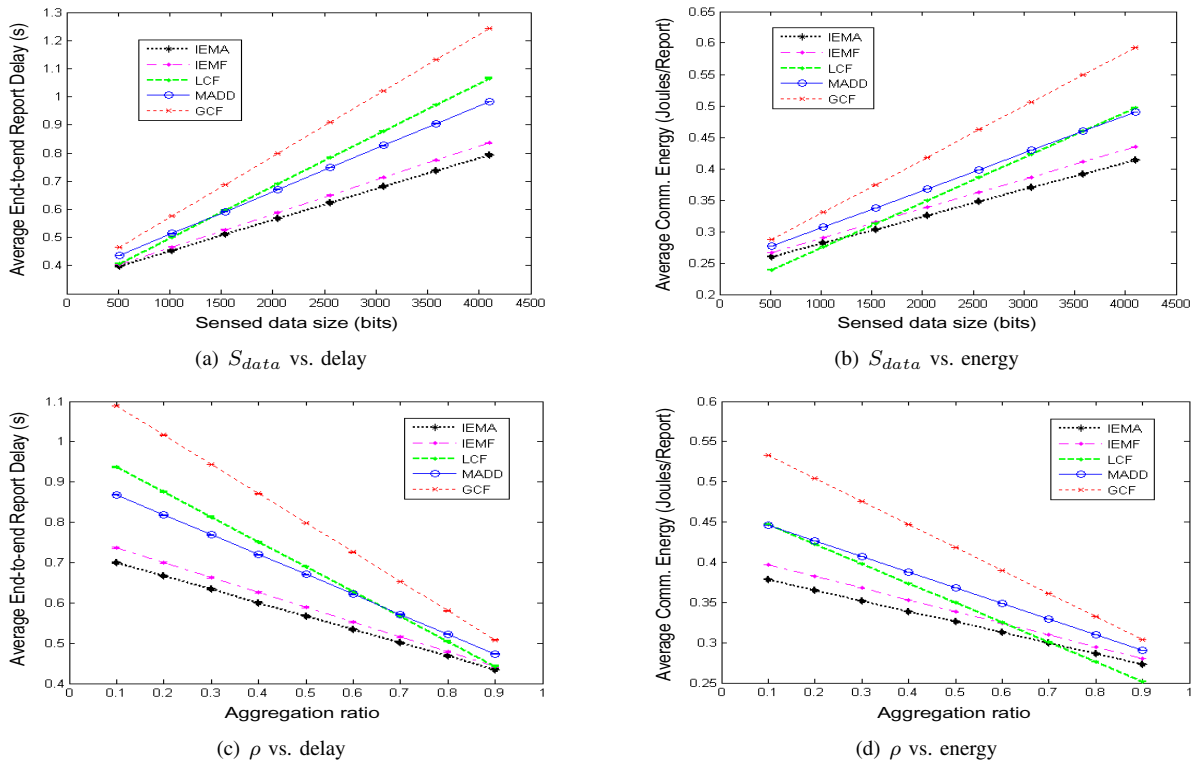 Average End-to-end Report Delay (s)
1.3
1.2
1.1
1
0.9
0.8
0.7
0.6
0.5
0.4
0 500 1000 1500 2000 2500 3000 3500 4000 4500
Sensed data size (bits)
IEMA
IEMF
LCF
MADD
GCF
(a) S_data vs. delay
Average Comm. Energy (Joules/Report)
0.65
0.6
0.55
0.5
0.45
0.4
0.35
0.3
0.25
0.2
0 500 1000 1500 2000 2500 3000 3500 4000 4500
Sensed data size (bits)
IEMA
IEMF
LCF
MADD
GCF
(b) S_data vs. energy
Average End-to-end Report Delay (s)
1.1
1
0.9
0.8
0.7
0.6
0.5
0.4
0 0.1 0.2 0.3 0.4 0.5 0.6 0.7 0.8 0.9 1
Aggregation ratio
IEMA
IEMF
LCF
MADD
GCF
(c) ρ vs. delay
Average Comm. Energy (Joules/Report)
0.6
0.55
0.5
0.45
0.4
0.35
0.3
0.25
0 0.1 0.2 0.3 0.4 0.5 0.6 0.7 0.8 0.9 1
Aggregation ratio
IEMA
IEMF
LCF
MADD
GCF
(d) ρ vs. energy